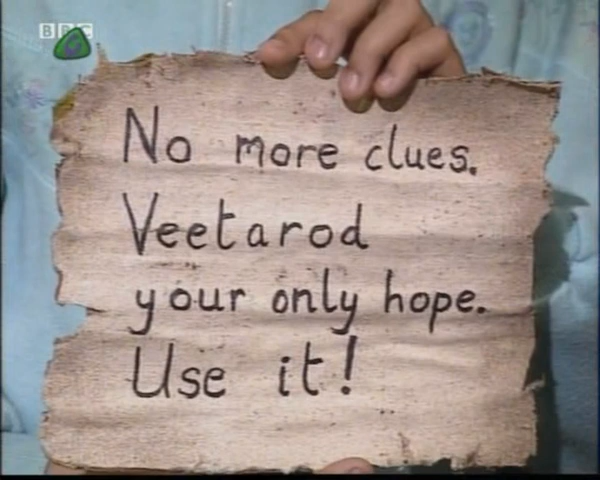 BBC
No more clues.
Veetarod
your only hope.
Use it!